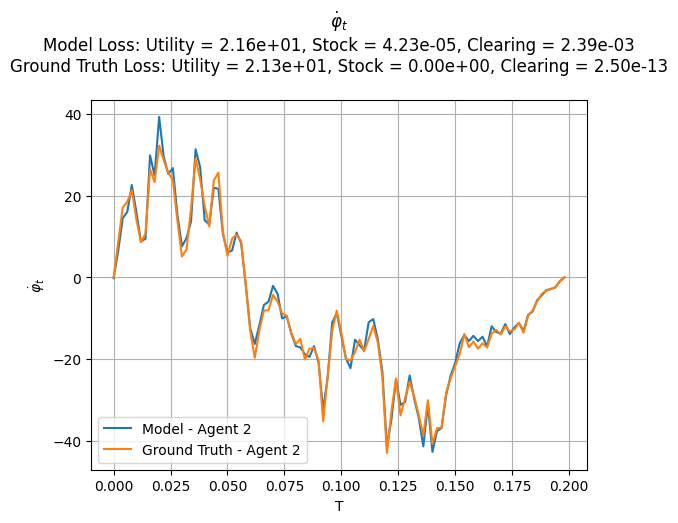 φ̇_t
Model Loss: Utility = 2.16e+01, Stock = 4.23e-05, Clearing = 2.39e-03
Ground Truth Loss: Utility = 2.13e+01, Stock = 0.00e+00, Clearing = 2.50e-13
40
20
0
−20
−40
φ̇_t
Model - Agent 2
Ground Truth - Agent 2
0.000 0.025 0.050 0.075 0.100 0.125 0.150 0.175 0.200
T